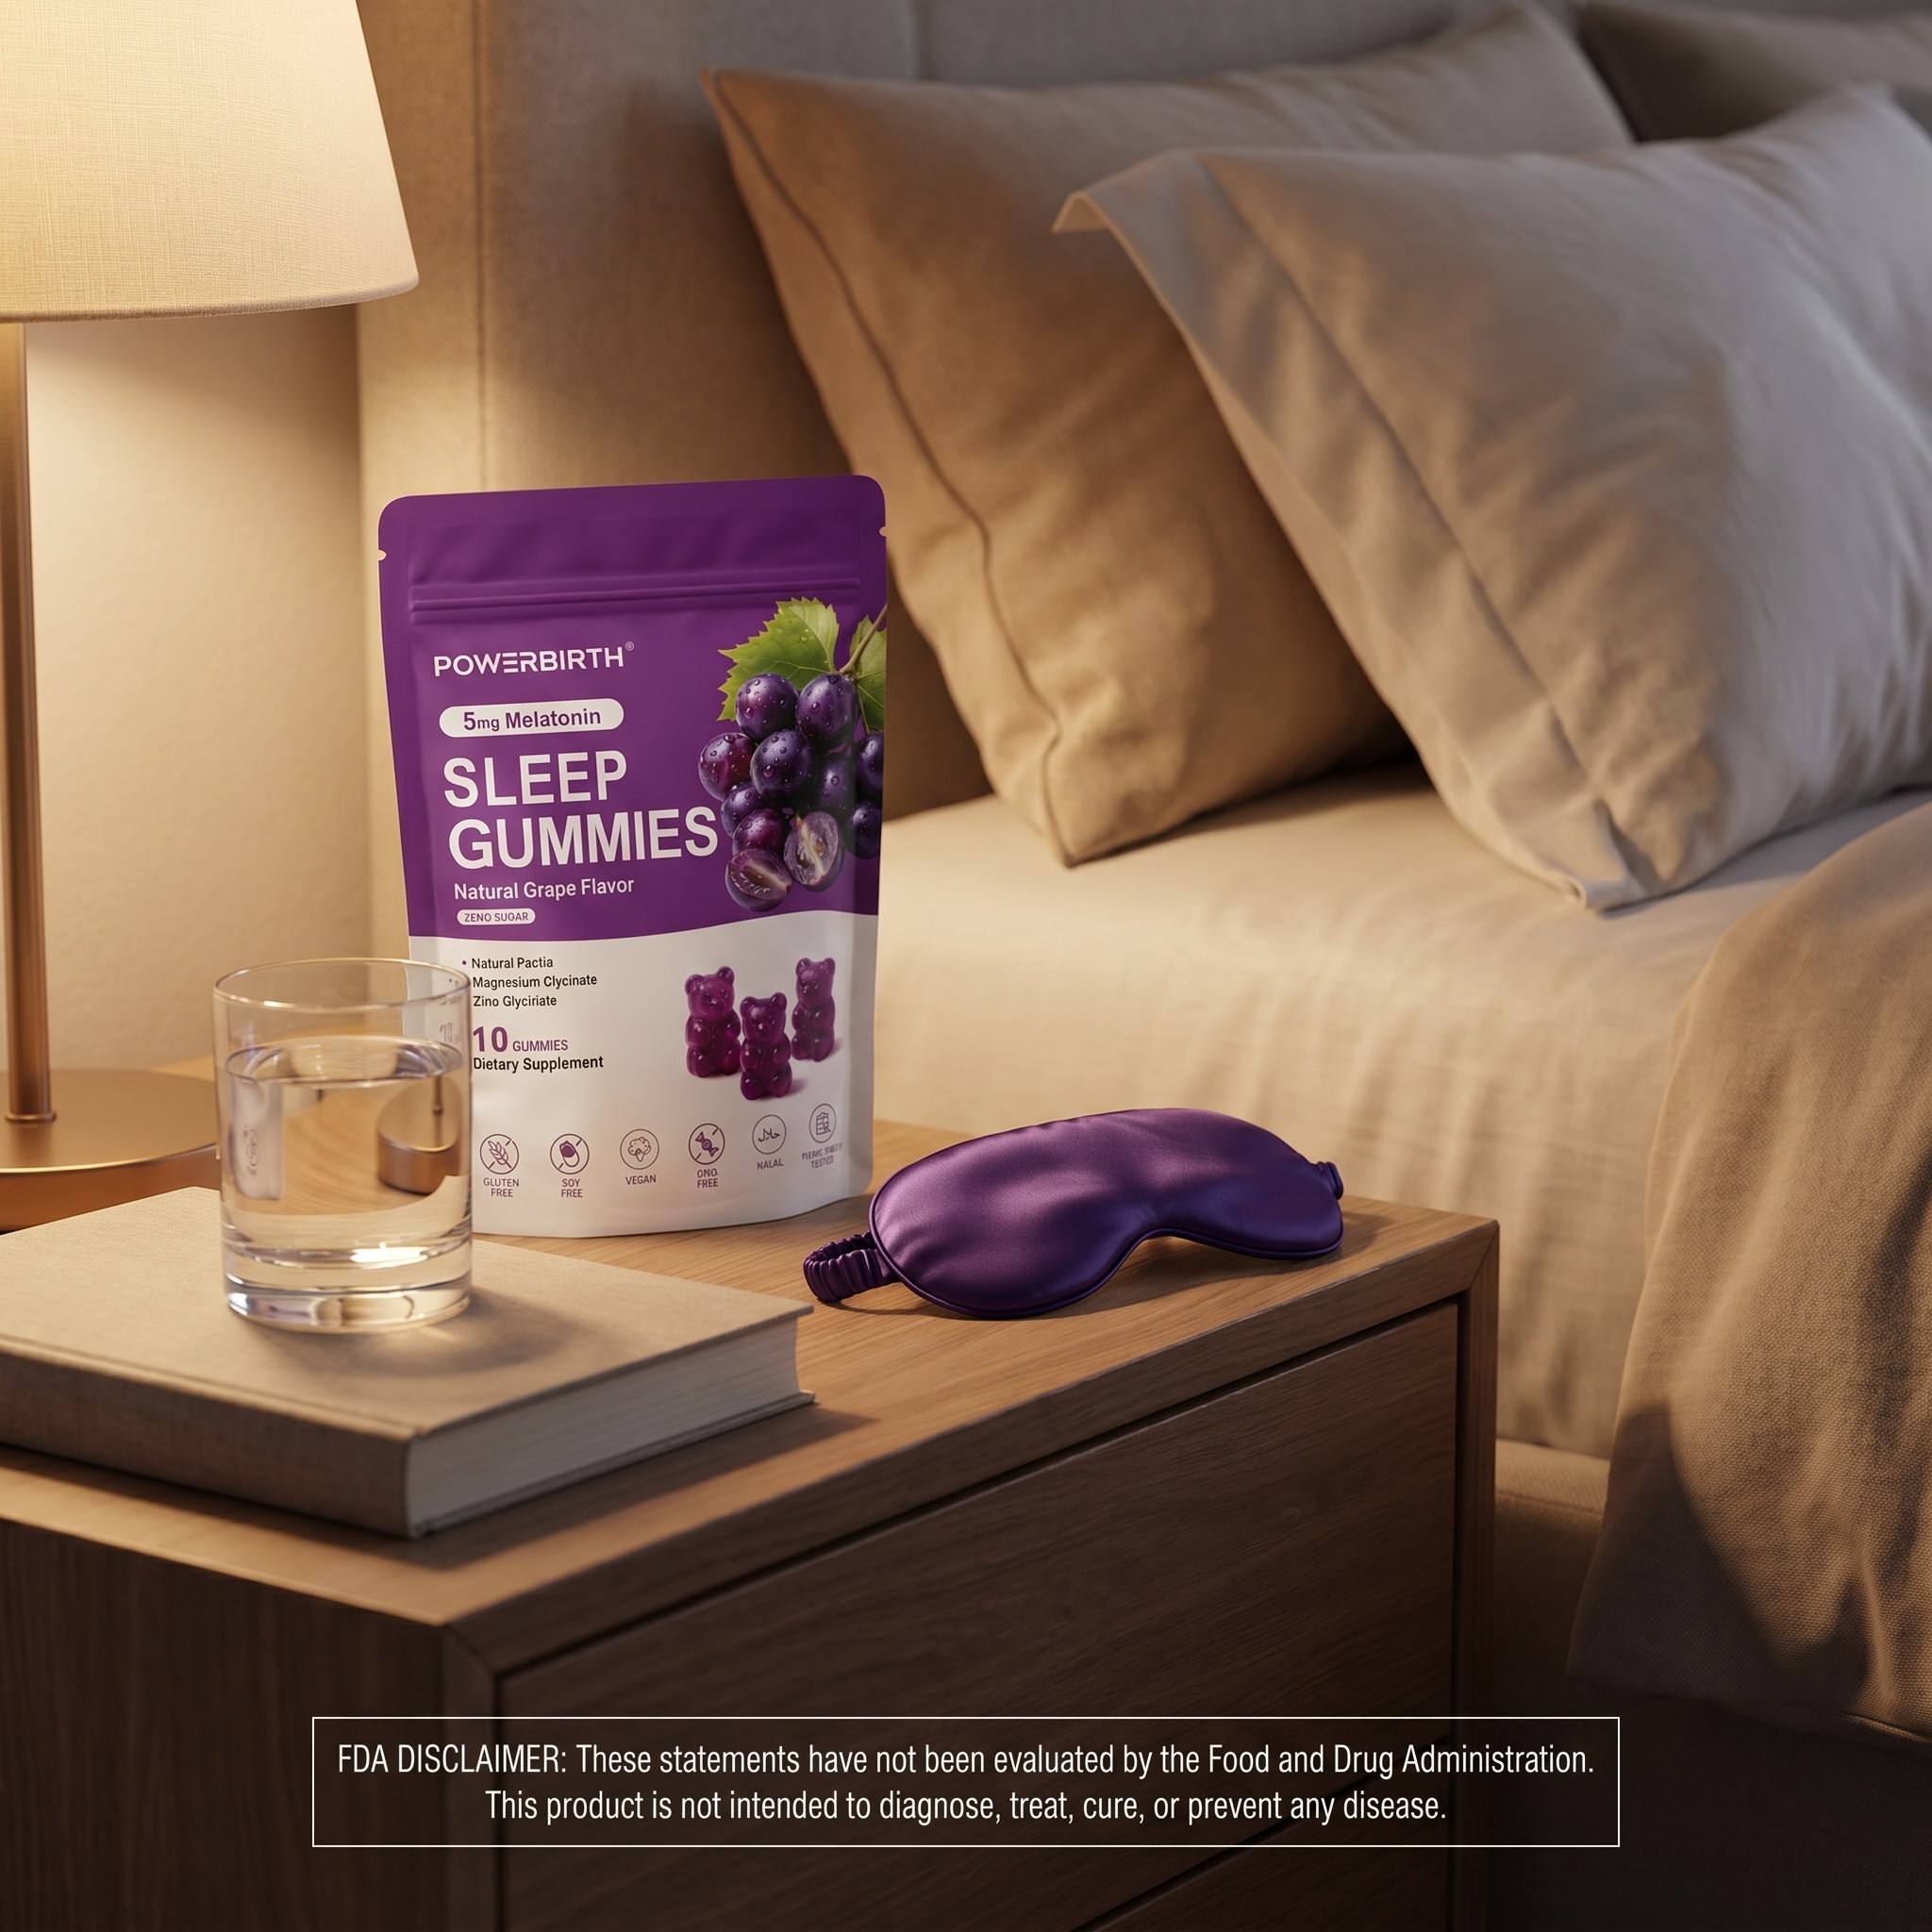 POWERBIRTH®
5mg Melatonin
SLEEP
GUMMIES
Natural Grape Flavor
ZENO SUGAR
• Natural Pactia
Magnesium Clycinate
Zino Glyciriate
10 GUMMIES
Dietary Supplement
GLUTEN
FREE
SOY
FREE
VEGAN
ONO.
FREE
حلال
NALAL
TESTED
FDA DISCLAIMER: These statements have not been evaluated by the Food and Drug Administration.
This product is not intended to diagnose, treat, cure, or prevent any disease.